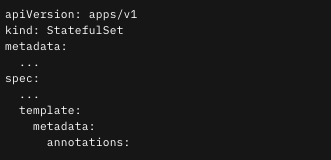 apiVersion: apps/v1
kind: StatefulSet
metadata:
  ...
spec:
  ...
  template:
    metadata:
      annotations: